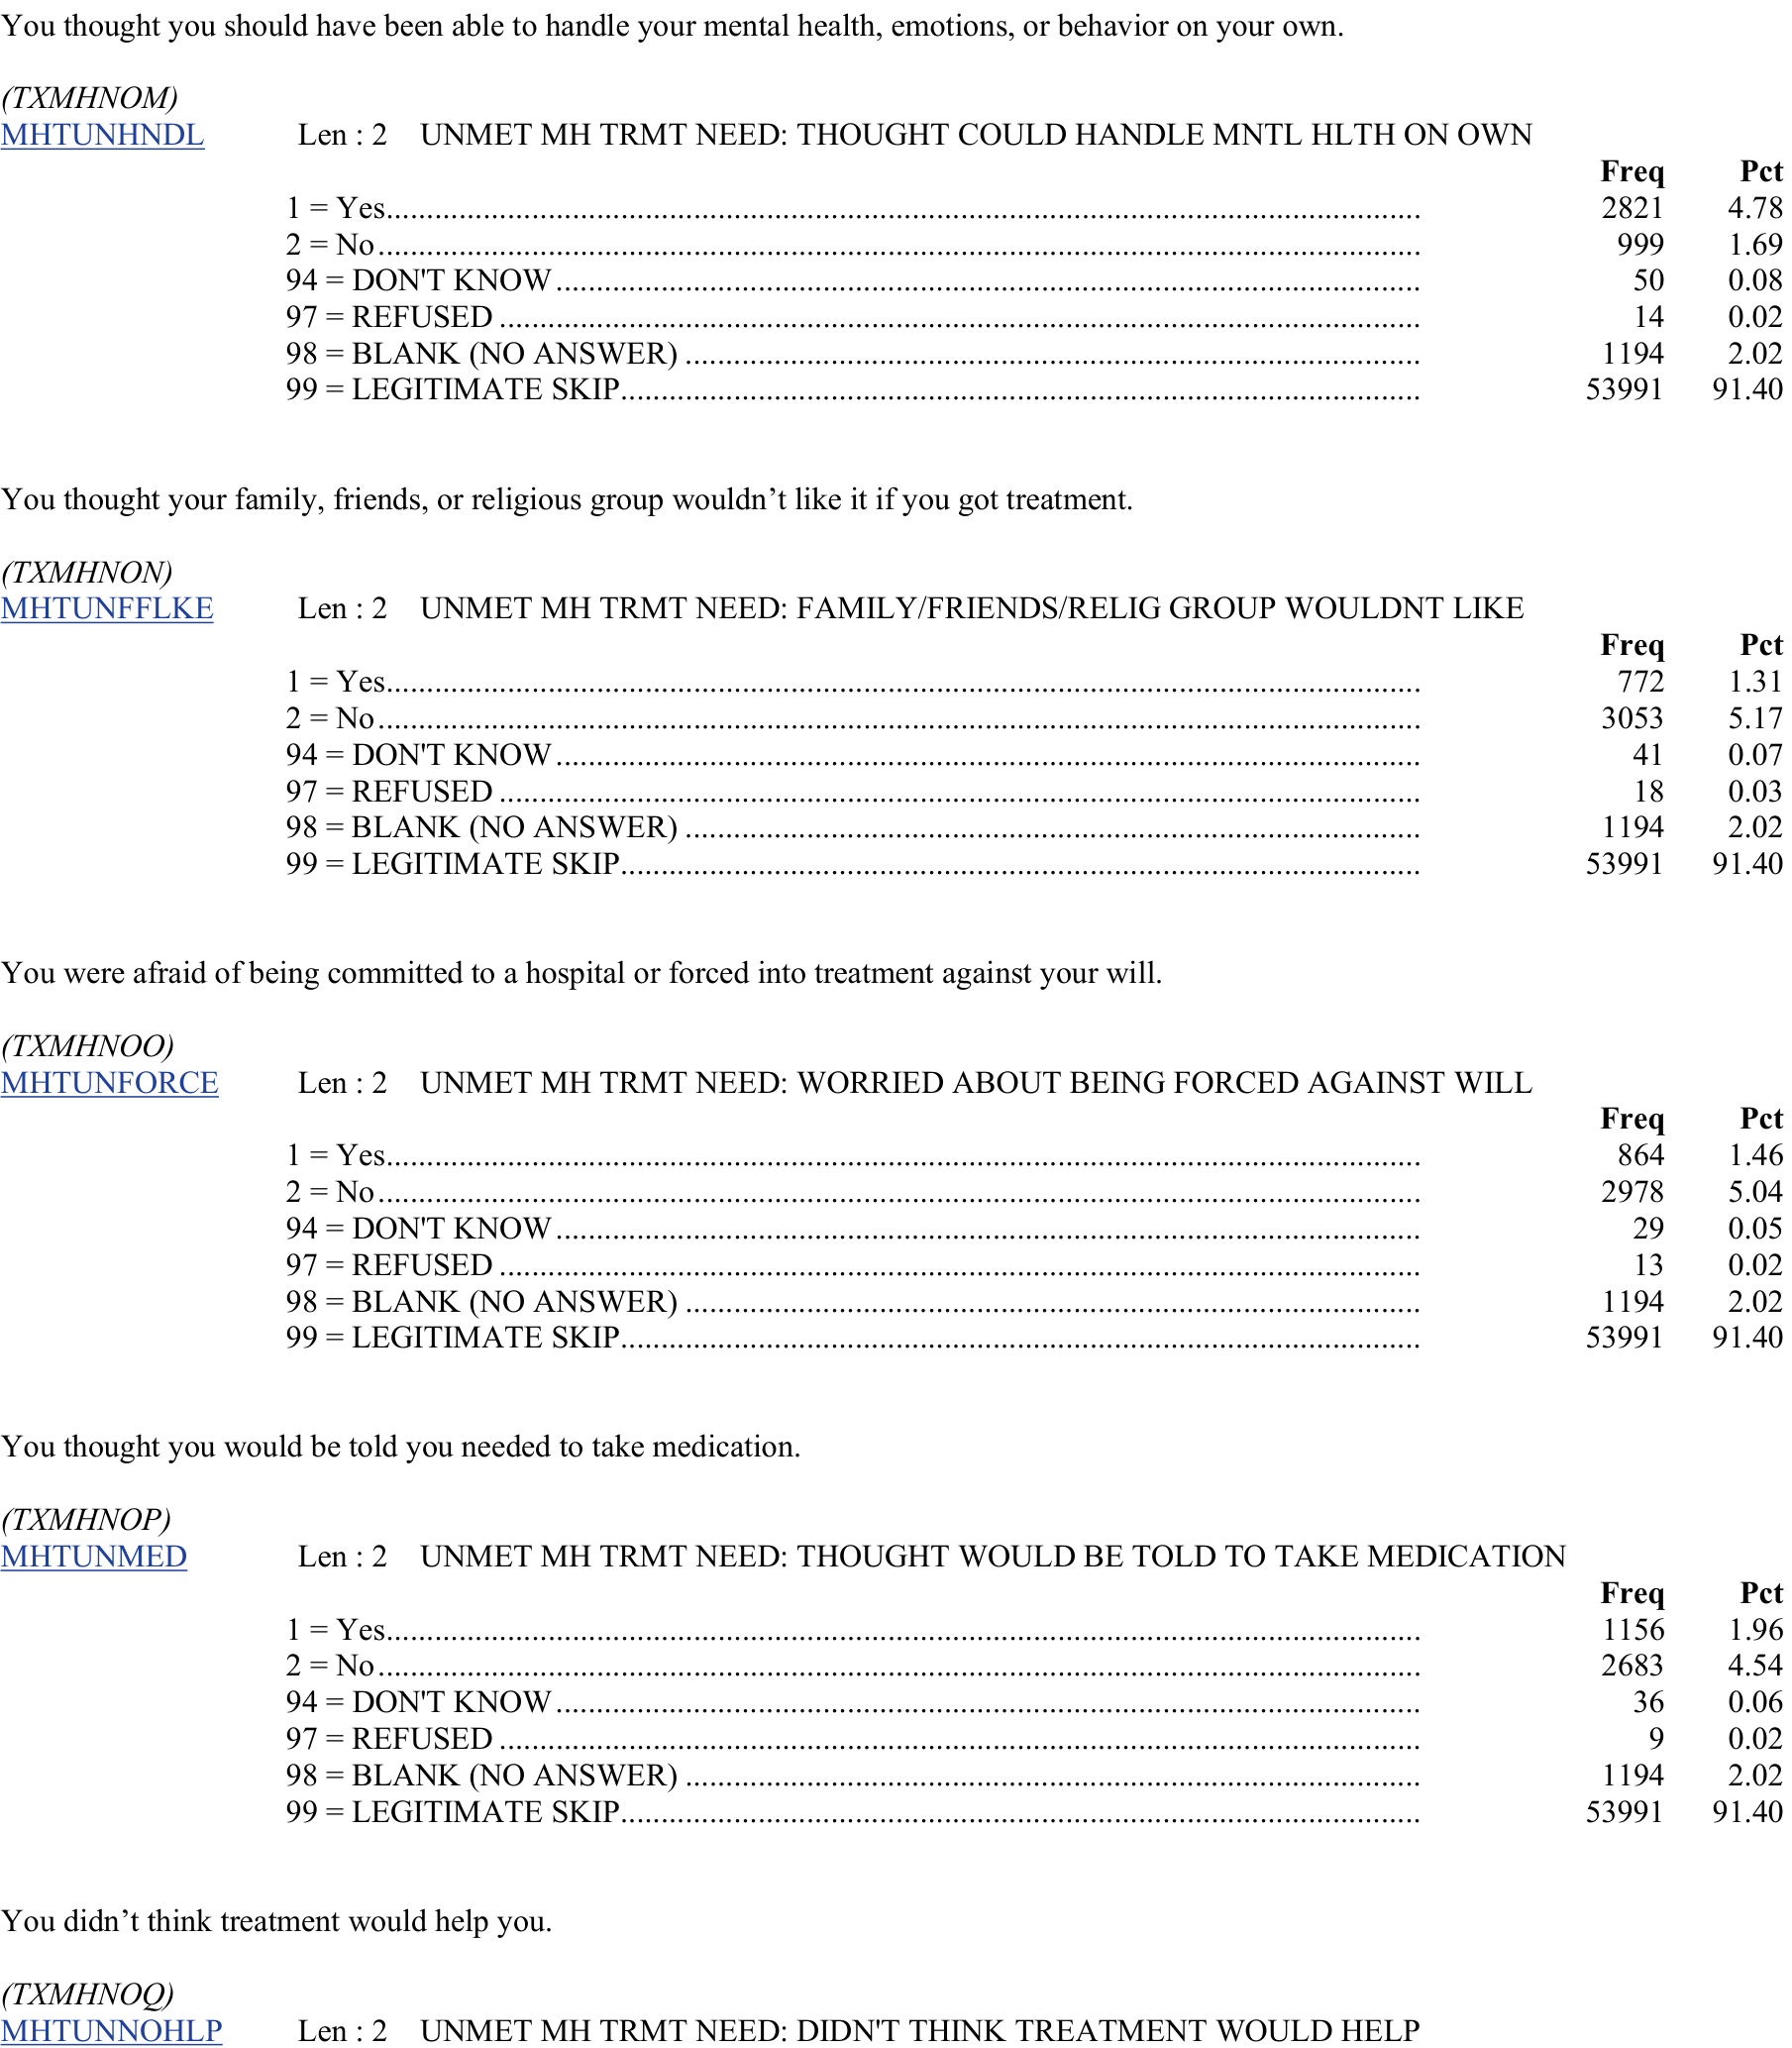 You thought you should have been able to handle your mental health, emotions, or behavior on your own.
(TXMHNOM)
MHTUNHNDL Len : 2 UNMET MH TRMT NEED: THOUGHT COULD HANDLE MNTL HLTH ON OWN
Freq Pct
1 = Yes 2821 4.78
2 = No 999 1.69
94 = DON'T KNOW 50 0.08
97 = REFUSED 14 0.02
98 = BLANK (NO ANSWER) 1194 2.02
99 = LEGITIMATE SKIP 53991 91.40
You thought your family, friends, or religious group wouldn’t like it if you got treatment.
(TXMHNON)
MHTUNFFLKE Len : 2 UNMET MH TRMT NEED: FAMILY/FRIENDS/RELIG GROUP WOULDNT LIKE
Freq Pct
1 = Yes 772 1.31
2 = No 3053 5.17
94 = DON'T KNOW 41 0.07
97 = REFUSED 18 0.03
98 = BLANK (NO ANSWER) 1194 2.02
99 = LEGITIMATE SKIP 53991 91.40
You were afraid of being committed to a hospital or forced into treatment against your will.
(TXMHNOO)
MHTUNFORCE Len : 2 UNMET MH TRMT NEED: WORRIED ABOUT BEING FORCED AGAINST WILL
Freq Pct
1 = Yes 864 1.46
2 = No 2978 5.04
94 = DON'T KNOW 29 0.05
97 = REFUSED 13 0.02
98 = BLANK (NO ANSWER) 1194 2.02
99 = LEGITIMATE SKIP 53991 91.40
You thought you would be told you needed to take medication.
(TXMHNOP)
MHTUNMED Len : 2 UNMET MH TRMT NEED: THOUGHT WOULD BE TOLD TO TAKE MEDICATION
Freq Pct
1 = Yes 1156 1.96
2 = No 2683 4.54
94 = DON'T KNOW 36 0.06
97 = REFUSED 9 0.02
98 = BLANK (NO ANSWER) 1194 2.02
99 = LEGITIMATE SKIP 53991 91.40
You didn’t think treatment would help you.
(TXMHNOQ)
MHTUNNOHLP Len : 2 UNMET MH TRMT NEED: DIDN'T THINK TREATMENT WOULD HELP